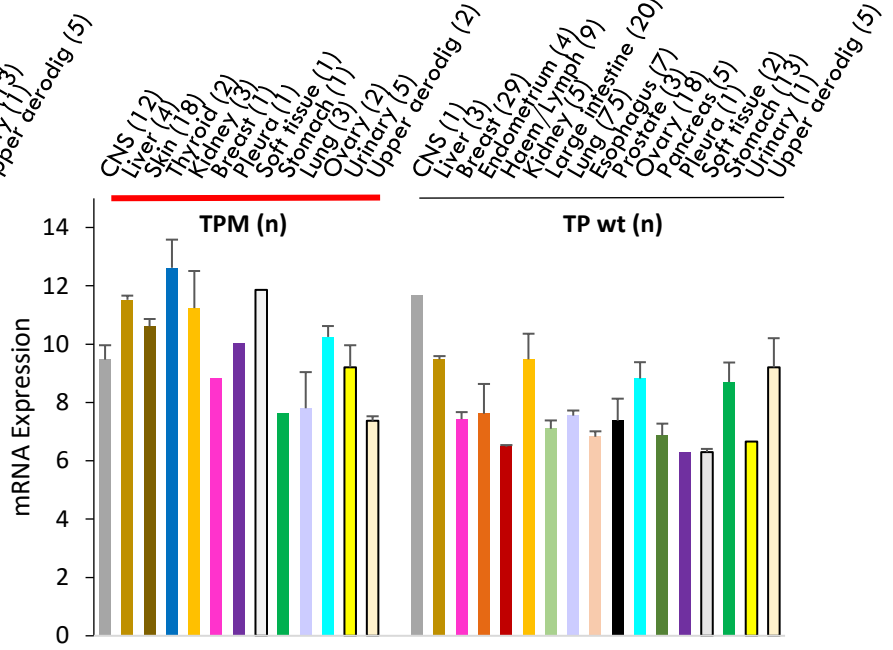 CNS (12)
Liver (4)
Skin (18)
Thyroid (2)
Kidney (3)
Breast (1)
Pleura (1)
Soft tissue (1)
Stomach (1)
Lung (3)
Ovary (2)
Urinary (5)
Upper aerodig (2)
CNS (1)
Liver (3)
Breast (29)
Endometrium (4)
Haem/Lymph (9)
Kidney (5)
Large intestine (20)
Lung (75)
Esophagus (7)
Prostate (3)
Ovary (18)
Pancreas (5)
Pleura (1)
Soft tissue (2)
Stomach (13)
Urinary (1)
Upper aerodig (5)
pper aerodig (5)
TPM (n)
TP wt (n)
mRNA Expression
14
12
10
8
6
4
2
0